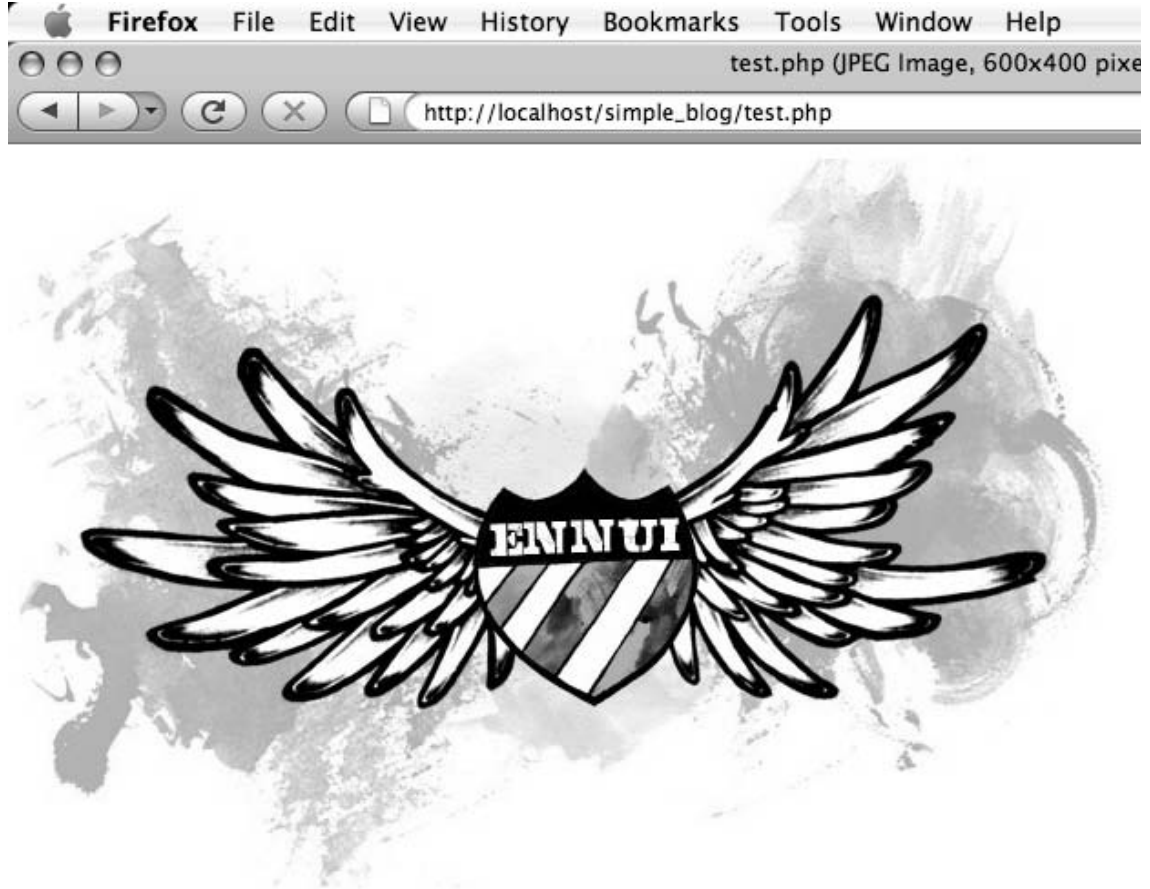 Firefox File Edit View History Bookmarks Tools Window Help
test.php (JPEG Image, 600x400 pixe
http://localhost/simple_blog/test.php
ENNUI